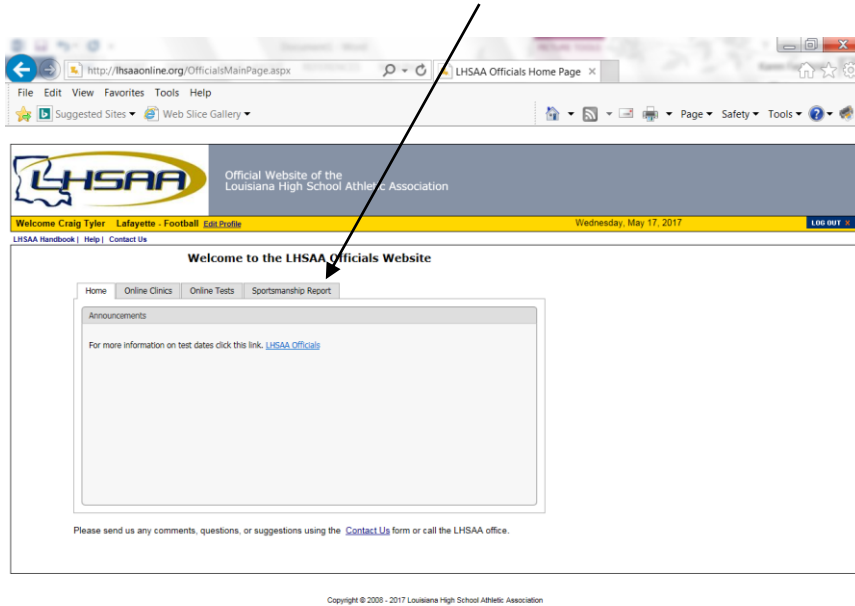 http://lhsaaonline.org/OfficialsMainPage.aspx LHSAA Officials Home Page
File Edit View Favorites Tools Help
Suggested Sites Web Slice Gallery Page Safety Tools
LHSAA
Official Website of the
Louisiana High School Athletic Association
Welcome Craig Tyler Lafayette - Football Edit Profile Wednesday, May 17, 2017 LOG OUT X
LHSAA Handbook | Help | Contact Us
Welcome to the LHSAA Officials Website
Home Online Clinics Online Tests Sportsmanship Report
Announcements
For more information on test dates click this link. LHSAA Officials
Please send us any comments, questions, or suggestions using the Contact Us form or call the LHSAA office.
Copyright © 2008 - 2017 Louisiana High School Athletic Association